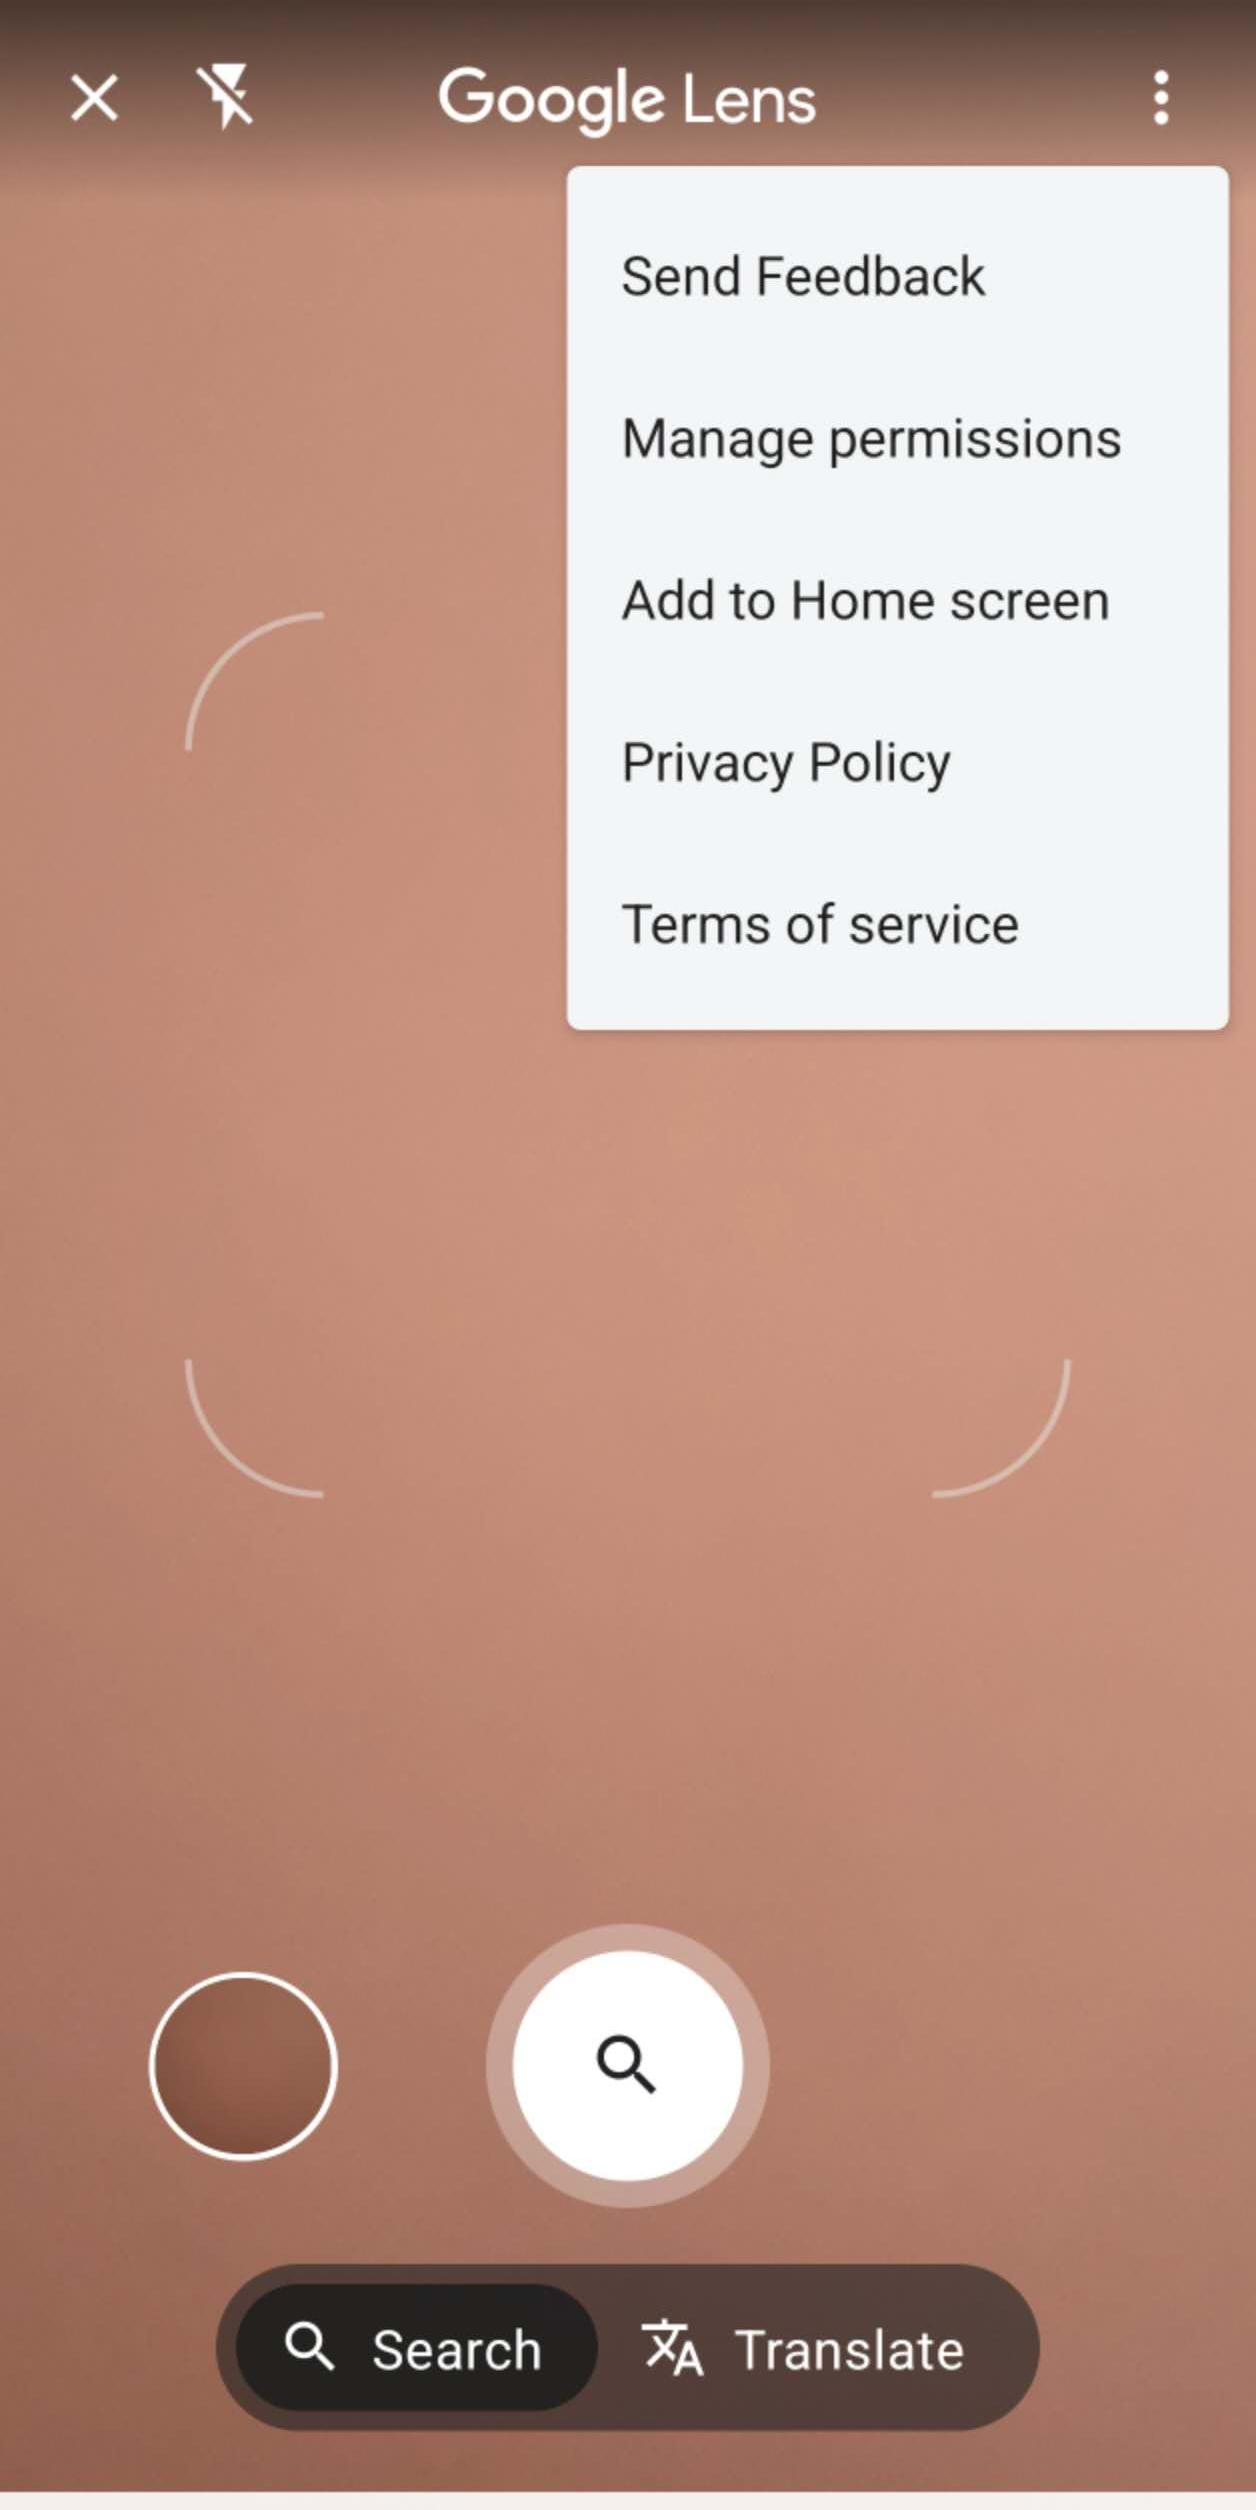 Google Lens
Send Feedback
Manage permissions
Add to Home screen
Privacy Policy
Terms of service
Search
Translate